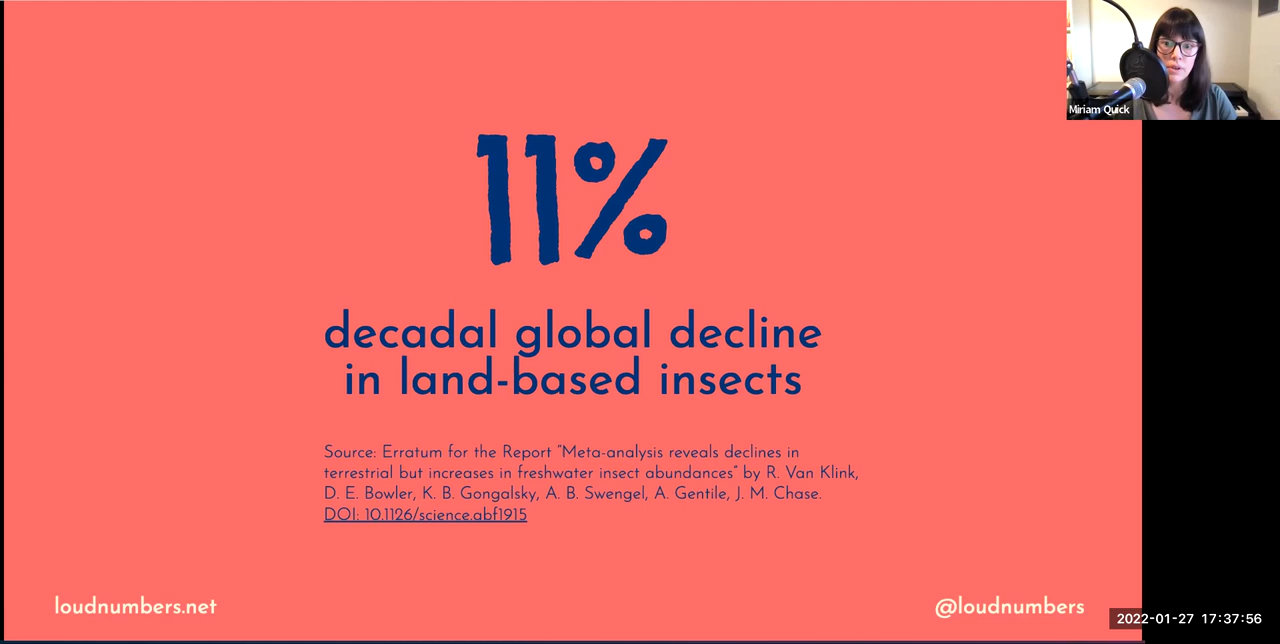 Miriam Quick
11%
decadal global decline
in land-based insects
Source: Erratum for the Report "Meta-analysis reveals declines in
terrestrial but increases in freshwater insect abundances" by R. Van Klink,
D. E. Bowler, K. B. Gongalsky, A. B. Swengel, A. Gentile, J. M. Chase.
DOI: 10.1126/science.abf1915
loudnumbers.net
@loudnumbers
2022-01-27 17:37:56